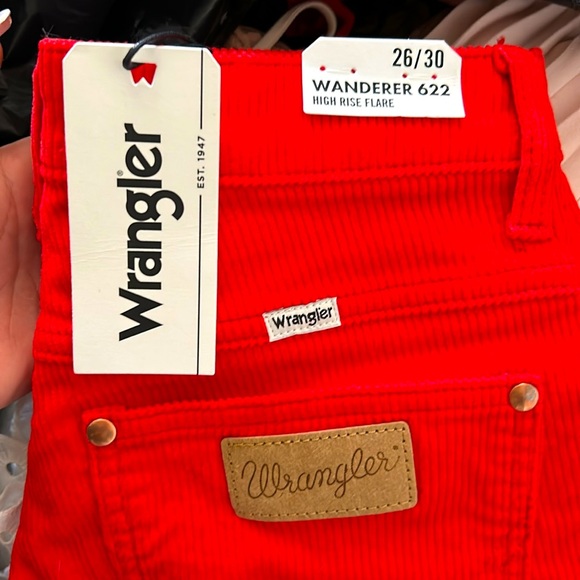 Wrangler®
EST. 1947
26/30
WANDERER 622
HIGH RISE FLARE
Wrangler
Wrangler®